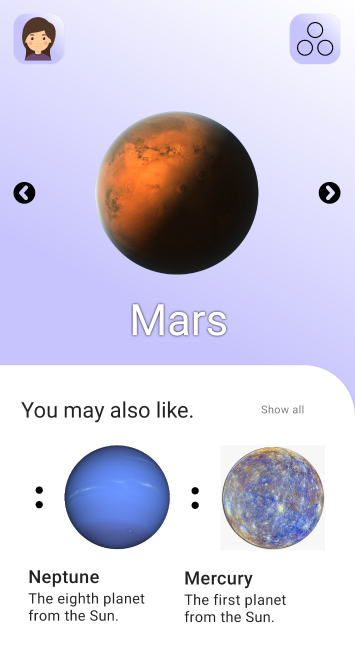 Mars
You may also like.
Show all
Neptune
The eighth planet
from the Sun.
Mercury
The first planet
from the Sun.